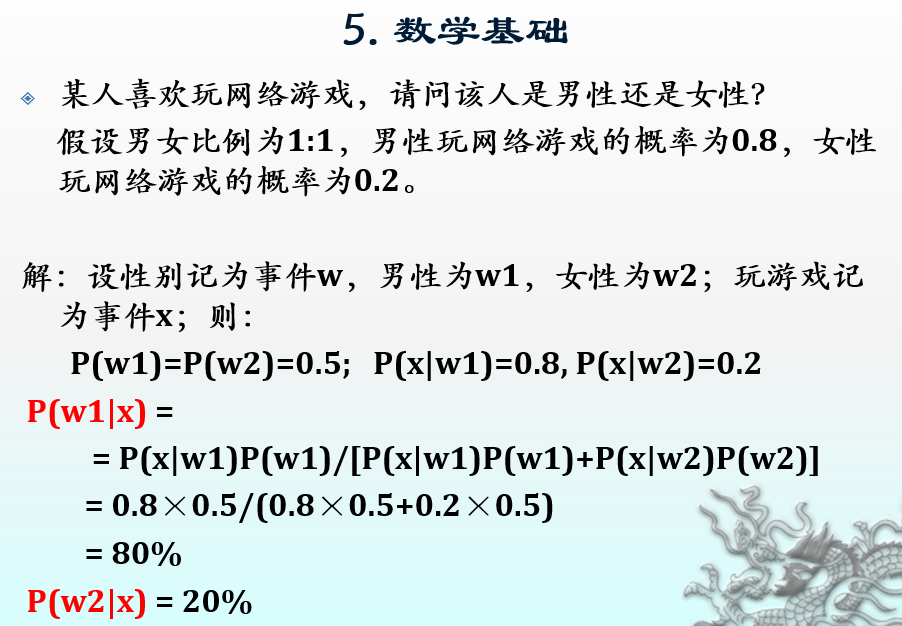 5. 数学基础
某人喜欢玩网络游戏，请问该人是男性还是女性？
假设男女比例为1:1，男性玩网络游戏的概率为0.8，女性
玩网络游戏的概率为0.2。
解：设性别记为事件w，男性为w1，女性为w2；玩游戏记
为事件x；则：
P(w1)=P(w2)=0.5; P(x|w1)=0.8, P(x|w2)=0.2
P(w1|x) =
= P(x|w1)P(w1)/[P(x|w1)P(w1)+P(x|w2)P(w2)]
= 0.8×0.5/(0.8×0.5+0.2×0.5)
= 80%
P(w2|x) = 20%